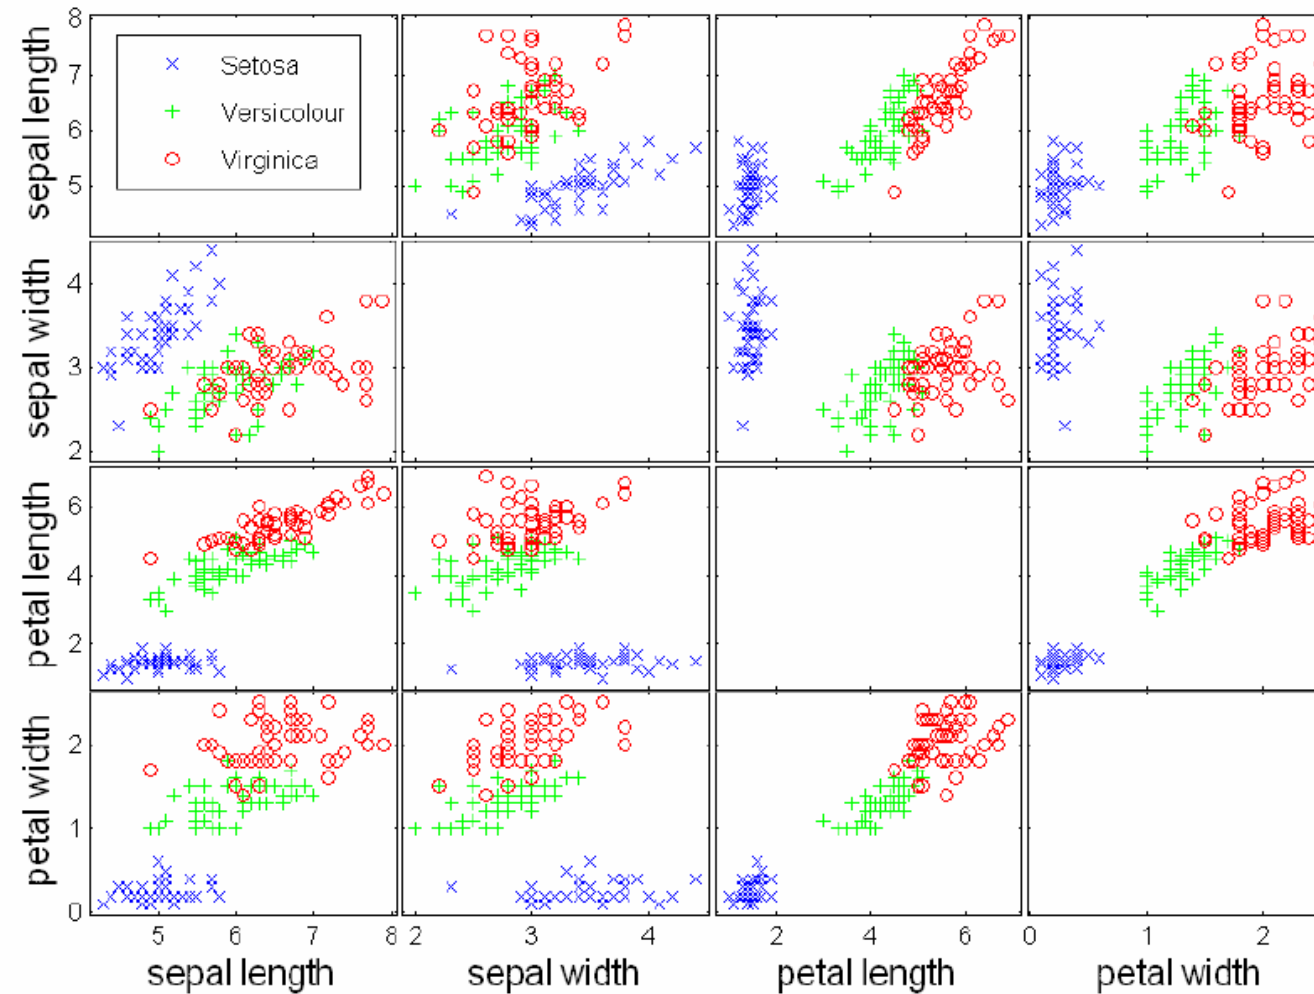 sepal length
8
7
6
5
Setosa
Versicolour
Virginica
sepal width
4
3
2
petal length
6
4
2
petal width
2
1
0
5 6 7 8
2 3 4
2 4 6
0 1 2
sepal length sepal width petal length petal width